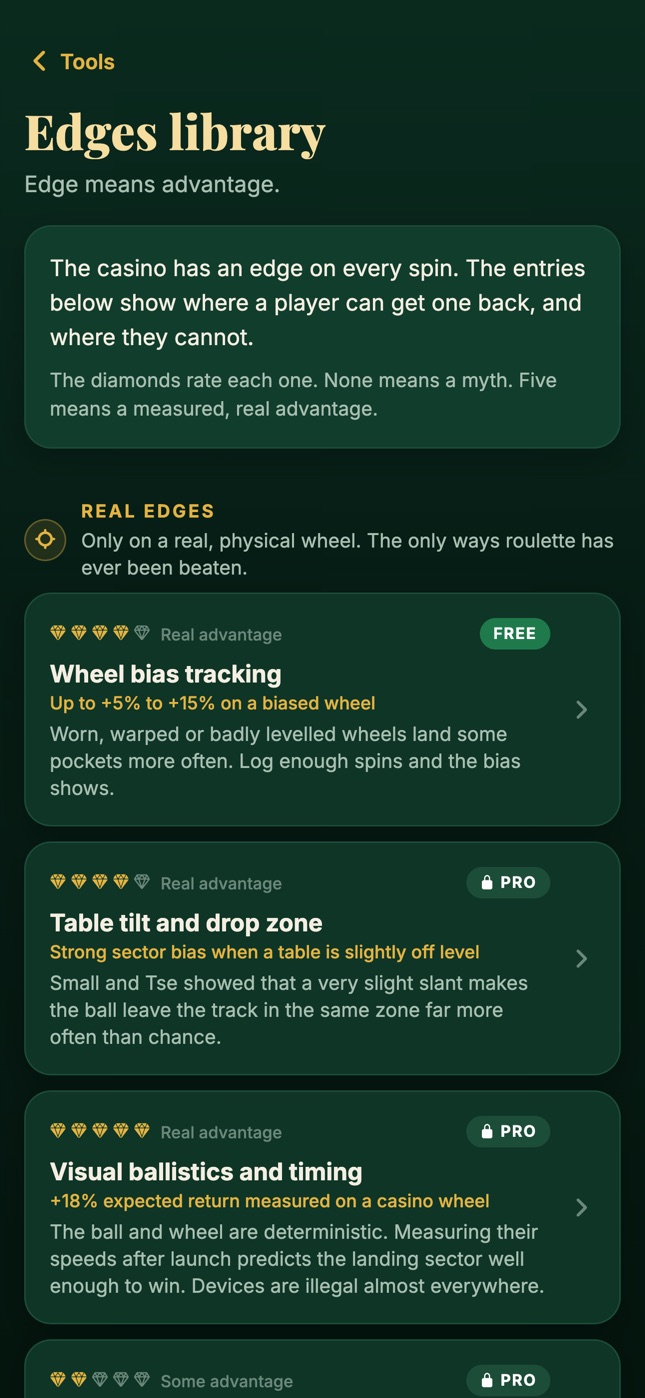 Tools
Edges library
Edge means advantage.
The casino has an edge on every spin. The entries
below show where a player can get one back, and
where they cannot.
The diamonds rate each one. None means a myth. Five
means a measured, real advantage.
REAL EDGES
Only on a real, physical wheel. The only ways roulette has
ever been beaten.
Real advantage
FREE
Wheel bias tracking
Up to +5% to +15% on a biased wheel
Worn, warped or badly levelled wheels land some
pockets more often. Log enough spins and the bias
shows.
Real advantage
PRO
Table tilt and drop zone
Strong sector bias when a table is slightly off level
Small and Tse showed that a very slight slant makes
the ball leave the track in the same zone far more
often than chance.
Real advantage
PRO
Visual ballistics and timing
+18% expected return measured on a casino wheel
The ball and wheel are deterministic. Measuring their
speeds after launch predicts the landing sector well
enough to win. Devices are illegal almost everywhere.
Some advantage
PRO